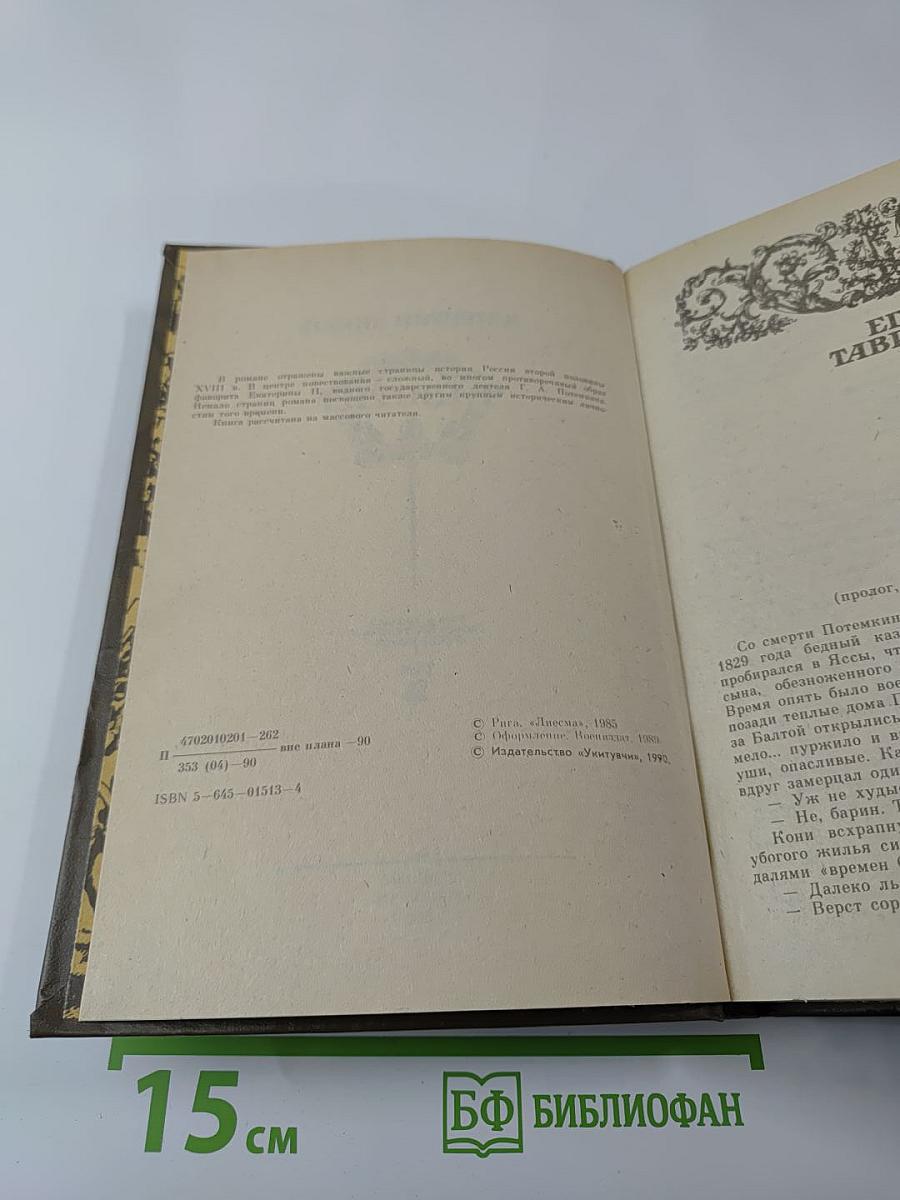 В романе отражены важные страницы истории России второй половины
XVIII в. В центре повествования – сложный, во многом противоречивый образ
фаворита Екатерины II, видного государственного деятеля Г. А. Потемкина.
Немало страниц романа посвящено также другим крупным историческим лично-
стям того времени.
Книга рассчитана на массового читателя.
П 4702010201—262
353 (04)—90 вне плана —90
ISBN 5—645—01513—4
© Рига. «Лиесма», 1985
© Оформление. Воениздат, 1989.
© Издательство «Укитувчи», 1990.
ТАВР
(пролог,
Со смерти Потемкин
1829 года бедный каз
пробирался в Яссы, чт
сына, обезноженного
Время опять было вое
позади теплые дома
за Балтой открылись
мело... пуржило и в
уши, опасливые. Ка
вдруг замерцал оди
— Уж не худы
— Не, барин. Т
Кони всхрапну
убогого жилья си
далями «времен
— Далеко ль
— Верст сор
15 см
БФ БИБЛИОФАН